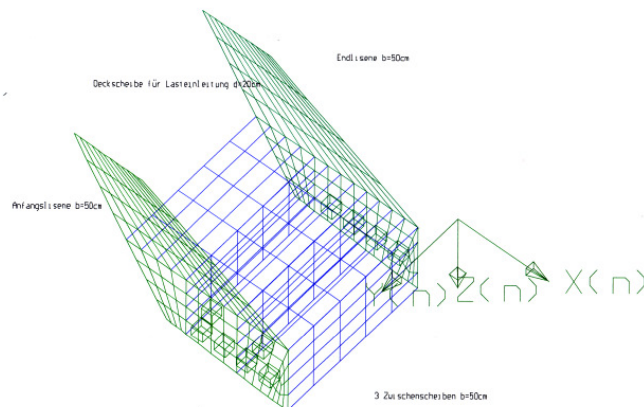 Endlisene b=50cm
Deckscheibe für Lasteinleitung d=20cm
Anfangslisene b=50cm
Y(n) Z(n) X(n)
3 Zwischenscheiben b=50cm